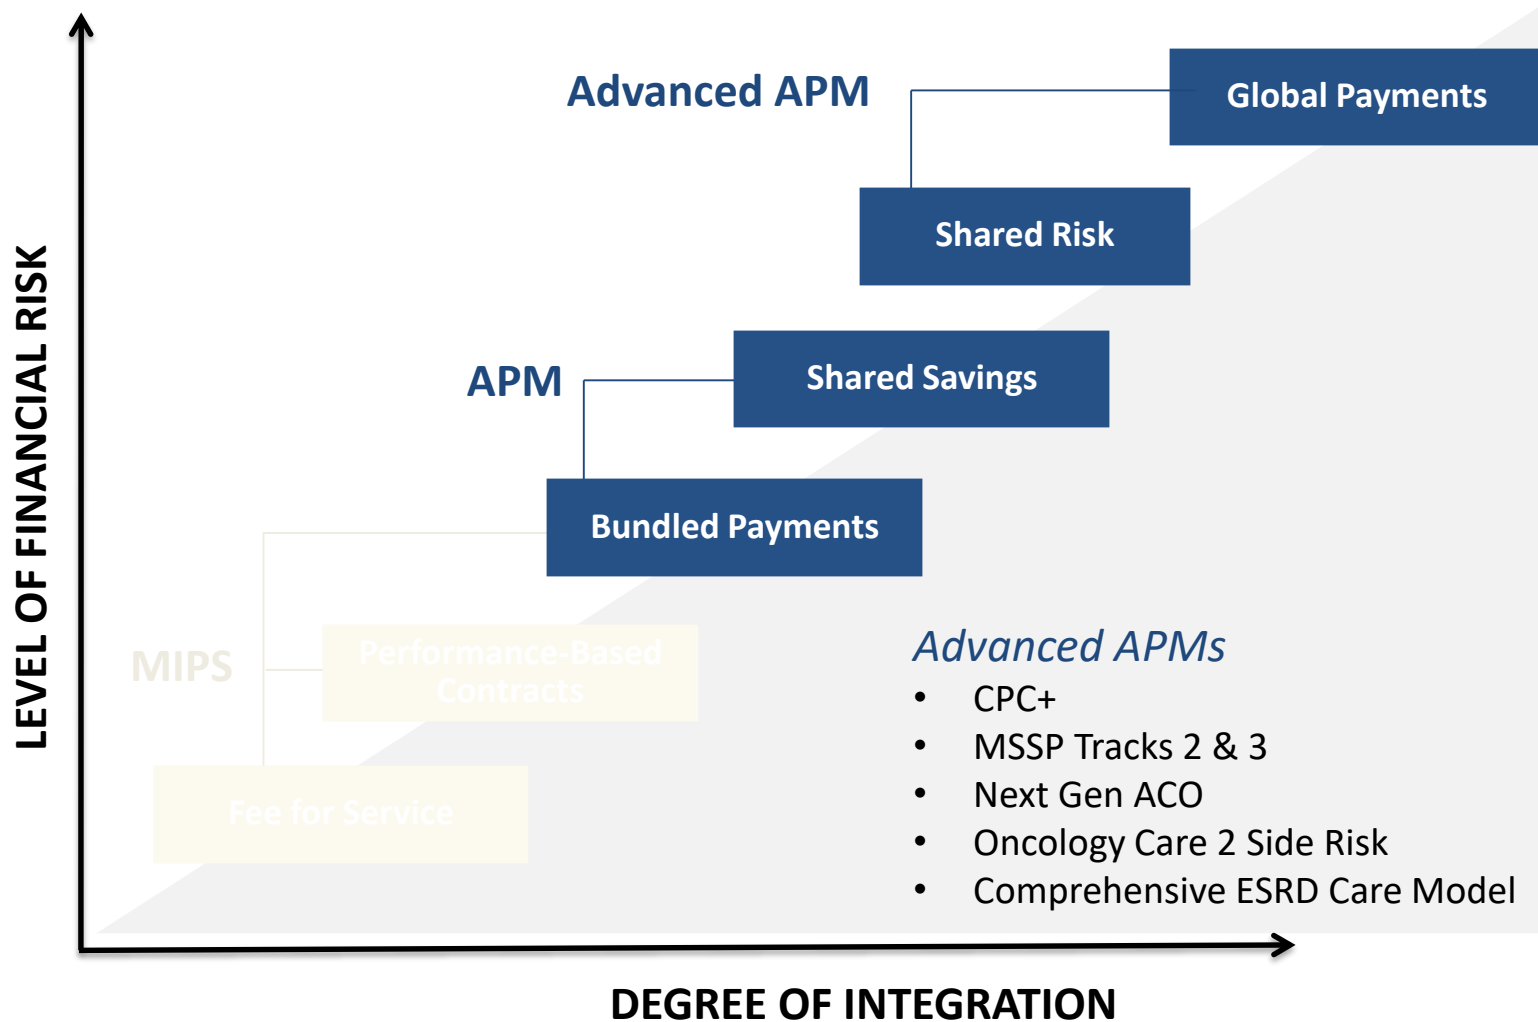 Advanced APM
Global Payments
Shared Risk
APM
Shared Savings
Bundled Payments
MIPS
Performance-Based
Contracts
Fee for Service
LEVEL OF FINANCIAL RISK
Advanced APMs
• CPC+
• MSSP Tracks 2 & 3
• Next Gen ACO
• Oncology Care 2 Side Risk
• Comprehensive ESRD Care Model
DEGREE OF INTEGRATION